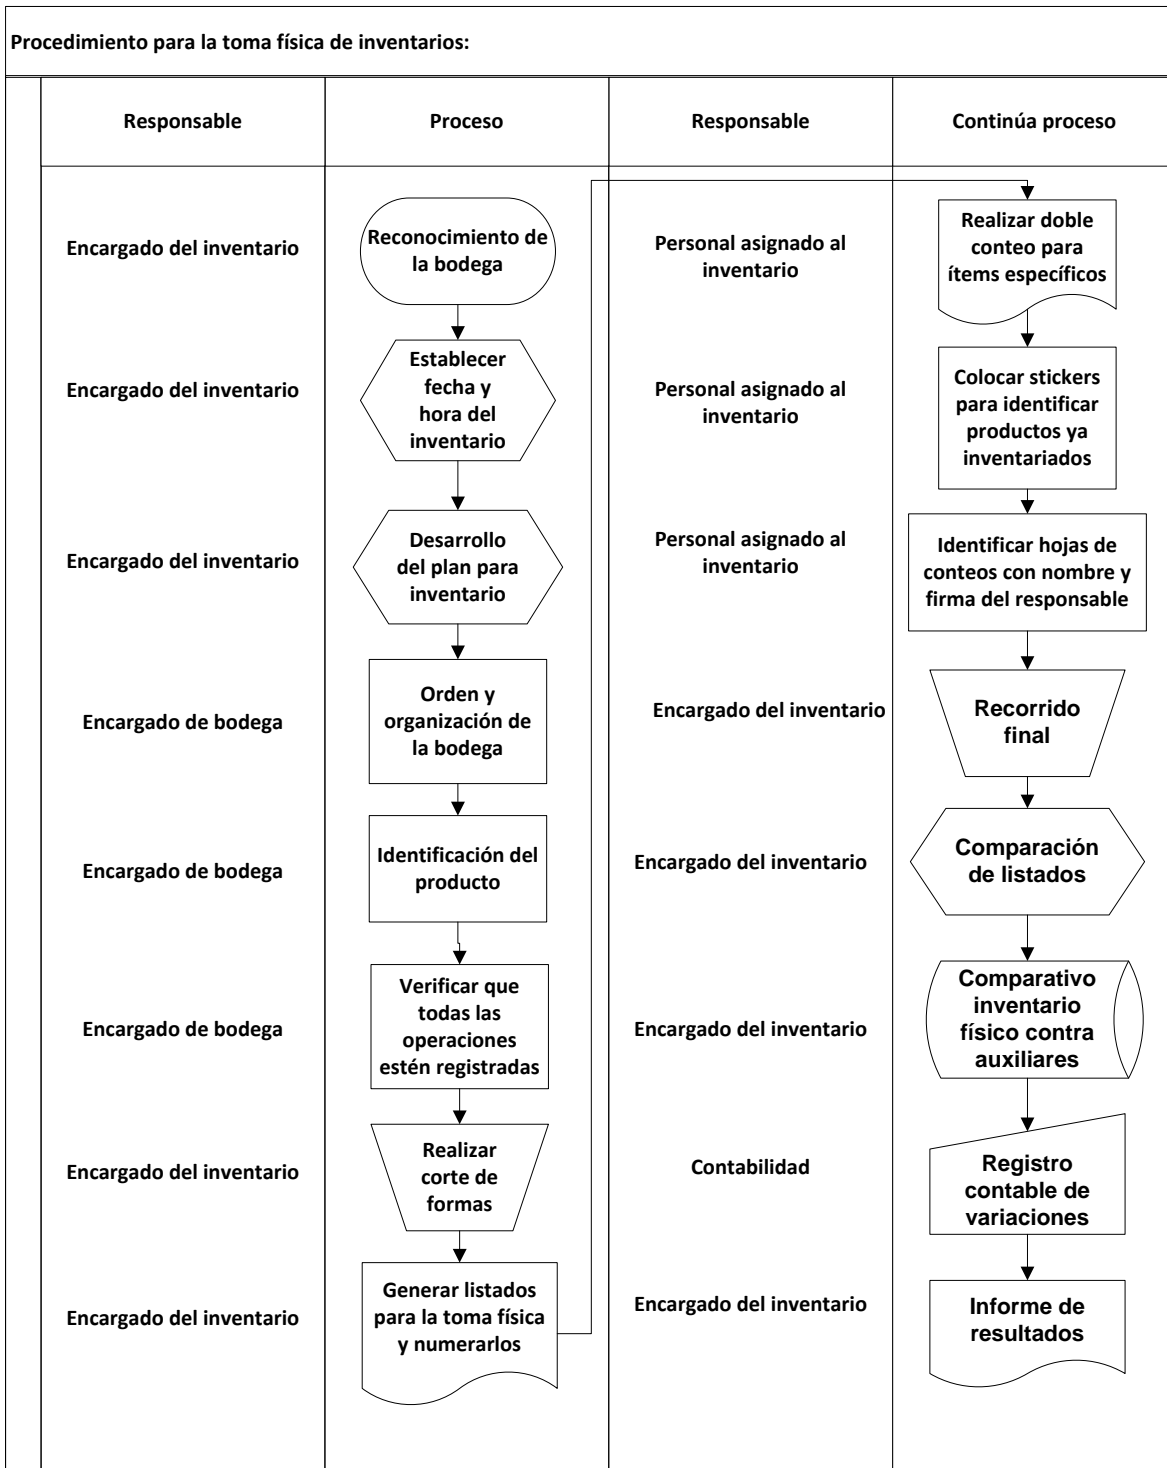 Procedimiento para la toma física de inventarios:
Responsable
Proceso
Responsable
Continúa proceso
Encargado del inventario
Reconocimiento de
la bodega
Encargado del inventario
Establecer
fecha y
hora del
inventario
Encargado del inventario
Desarrollo
del plan para
inventario
Encargado de bodega
Orden y
organización de
la bodega
Encargado de bodega
Identificación del
producto
Encargado de bodega
Verificar que
todas las
operaciones
estén registradas
Encargado del inventario
Realizar
corte de
formas
Encargado del inventario
Generar listados
para la toma física
y numerarlos
Personal asignado al
inventario
Realizar doble
conteo para
ítems específicos
Personal asignado al
inventario
Colocar stickers
para identificar
productos ya
inventariados
Personal asignado al
inventario
Identificar hojas de
conteos con nombre y
firma del responsable
Encargado del inventario
Recorrido
final
Encargado del inventario
Comparación
de listados
Encargado del inventario
Comparativo
inventario
físico contra
auxiliares
Contabilidad
Registro
contable de
variaciones
Encargado del inventario
Informe de
resultados